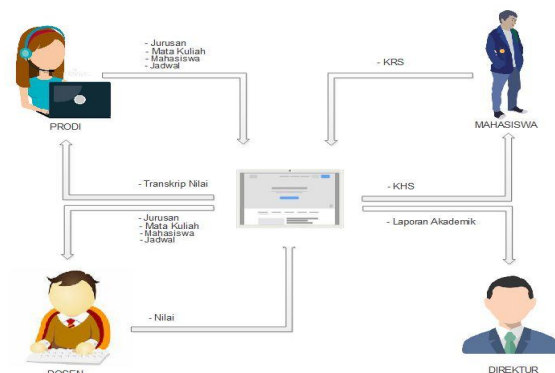 - Jurusan
- Mata Kuliah
- Mahasiswa
- Jadwal
- KRS
PRODI
MAHASISWA
- Transkrip Nilai
- KHS
- Jurusan
- Mata Kuliah
- Mahasiswa
- Jadwal
- Laporan Akademik
- Nilai
DOSEN
DIREKTUR